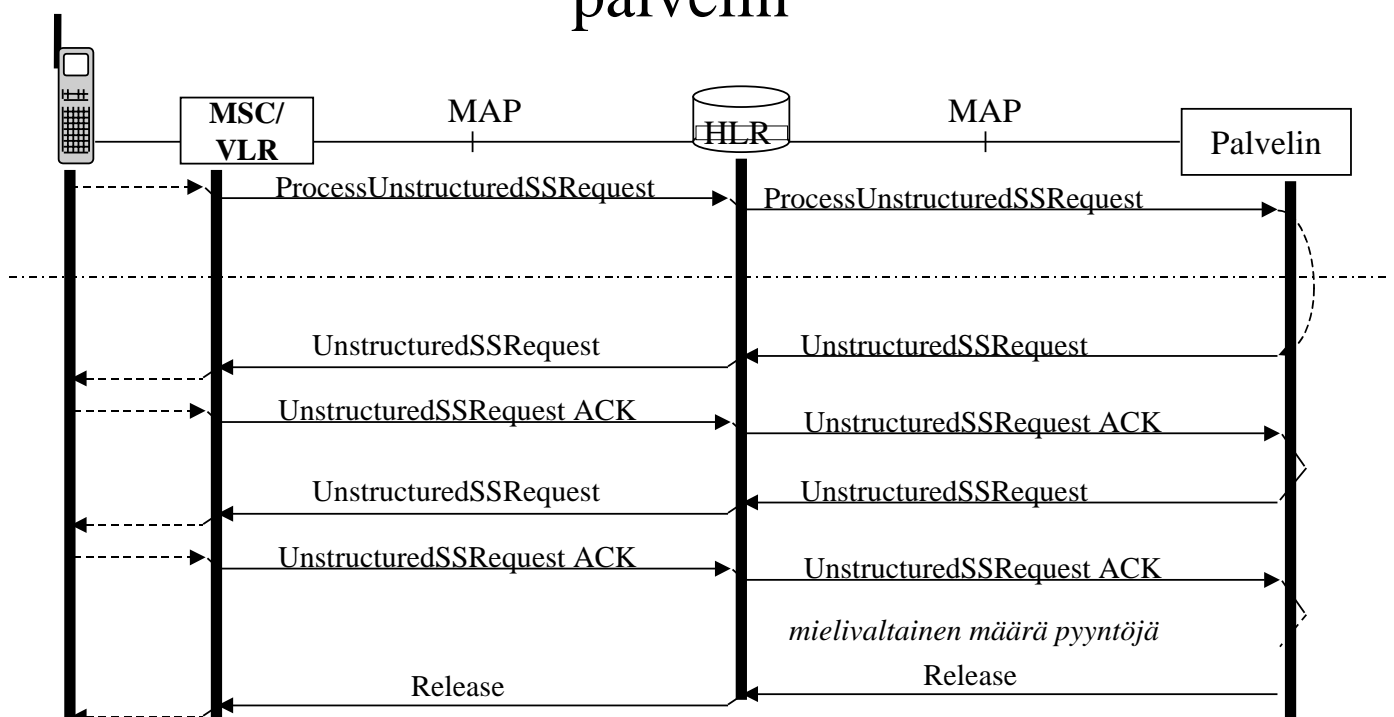 palvelin
MSC/
VLR
MAP
HLR
MAP
Palvelin
ProcessUnstructuredSSRequest
ProcessUnstructuredSSRequest
UnstructuredSSRequest
UnstructuredSSRequest
UnstructuredSSRequest ACK
UnstructuredSSRequest ACK
UnstructuredSSRequest
UnstructuredSSRequest
UnstructuredSSRequest ACK
UnstructuredSSRequest ACK
mielivaltainen määrä pyyntöjä
Release
Release